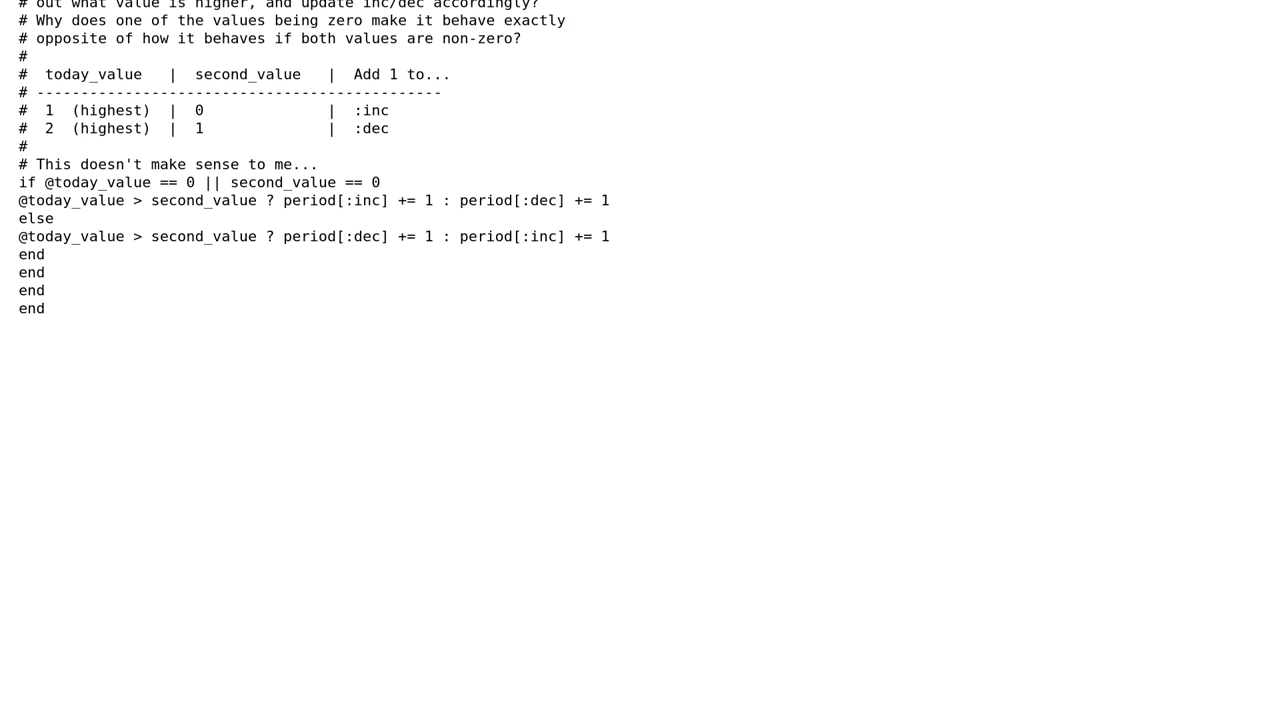 # out what value is higher, and update inc/dec accordingly?
# Why does one of the values being zero make it behave exactly
# opposite of how it behaves if both values are non-zero?
#
#  today_value   |  second_value   |  Add 1 to...
# ----------------------------------------------
#  1  (highest)  |  0              |  :inc
#  2  (highest)  |  1              |  :dec
#
# This doesn't make sense to me...
if @today_value == 0 || second_value == 0
@today_value > second_value ? period[:inc] += 1 : period[:dec] += 1
else
@today_value > second_value ? period[:dec] += 1 : period[:inc] += 1
end
end
end
end